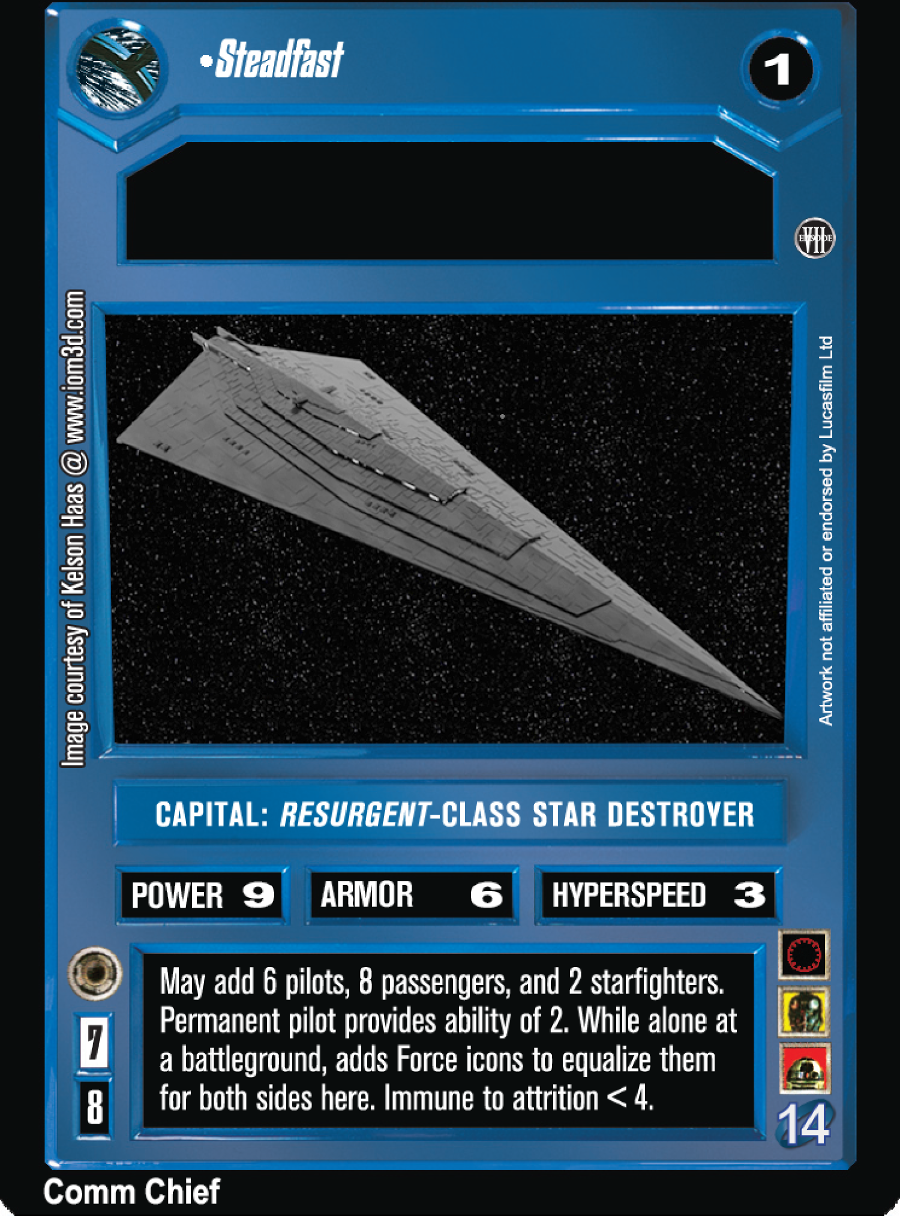 •Steadfast
1
EPISODE
VII
Image courtesy of Kelson Haas @ www.iom3d.com
Artwork not affiliated or endorsed by Lucasfilm Ltd
CAPITAL: RESURGENT-CLASS STAR DESTROYER
POWER 9
ARMOR 6
HYPERSPEED 3
May add 6 pilots, 8 passengers, and 2 starfighters.
Permanent pilot provides ability of 2. While alone at
a battleground, adds Force icons to equalize them
for both sides here. Immune to attrition < 4.
7
8
14
Comm Chief